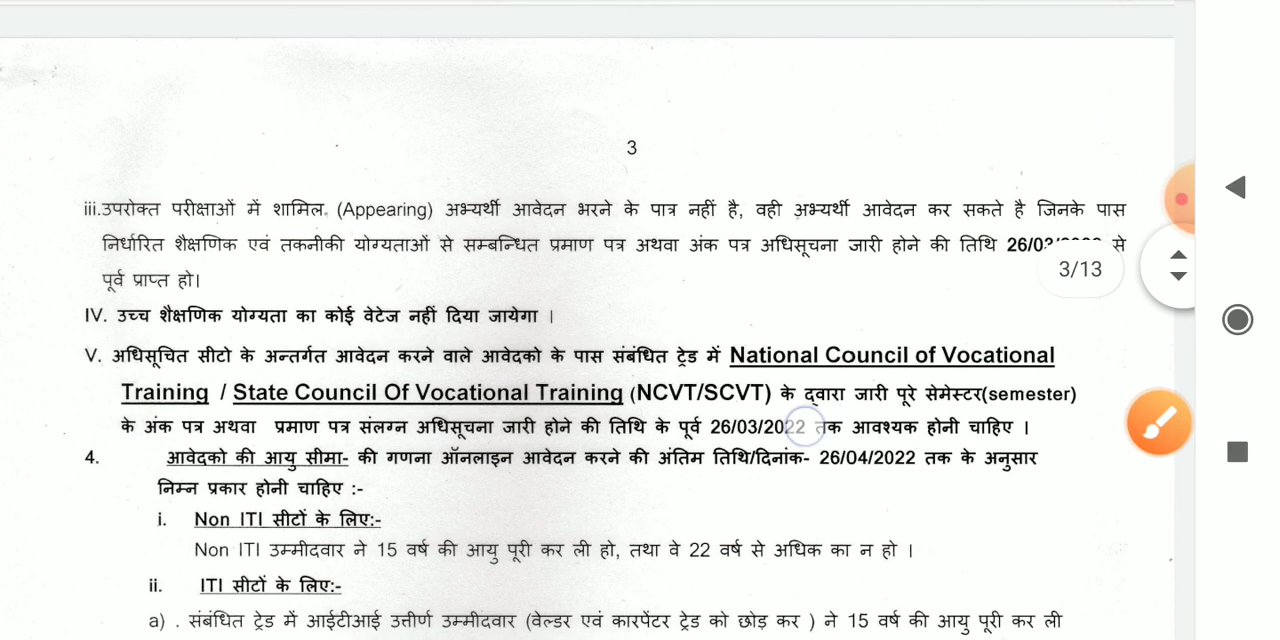 3
iii.उपरोक्त परीक्षाओं में शामिल (Appearing) अभ्यर्थी आवेदन भरने के पात्र नहीं है, वही अभ्यर्थी आवेदन कर सकते है जिनके पास
निर्धारित शैक्षणिक एवं तकनीकी योग्यताओं से सम्बन्धित प्रमाण पत्र अथवा अंक पत्र अधिसूचना जारी होने की तिथि से
3/13
पूर्व प्राप्त हो।
IV. उच्च शैक्षणिक योग्यता का कोई वेटेज नहीं दिया जायेगा ।
V. अधिसूचित सीटो के अन्तर्गत आवेदन करने वाले आवेदको के पास संबंधित ट्रेड में National Council of Vocational
Training / State Council Of Vocational Training (NCVT/SCVT) के द्वारा जारी पूरे सेमेस्टर(semester)
के अंक पत्र अथवा प्रमाण पत्र संलग्न अधिसूचना जारी होने की तिथि के पूर्व 26/03/2022 तक आवश्यक होनी चाहिए ।
4. आवेदको की आयु सीमा- की गणना ऑनलाइन आवेदन करने की अंतिम तिथि/दिनांक- 26/04/2022 तक के अनुसार
निम्न प्रकार होनी चाहिए :-
i. Non ITI सीटों के लिए:-
Non ITI उम्मीदवार ने 15 वर्ष की आयु पूरी कर ली हो, तथा वे 22 वर्ष से अधिक का न हो ।
ii. ITI सीटों के लिए:-
a) . संबंधित ट्रेड में आईटीआई उत्तीर्ण उम्मीदवार (वेल्डर एवं कारपेंटर ट्रेड को छोड़ कर ) ने 15 वर्ष की आयु पूरी कर ली